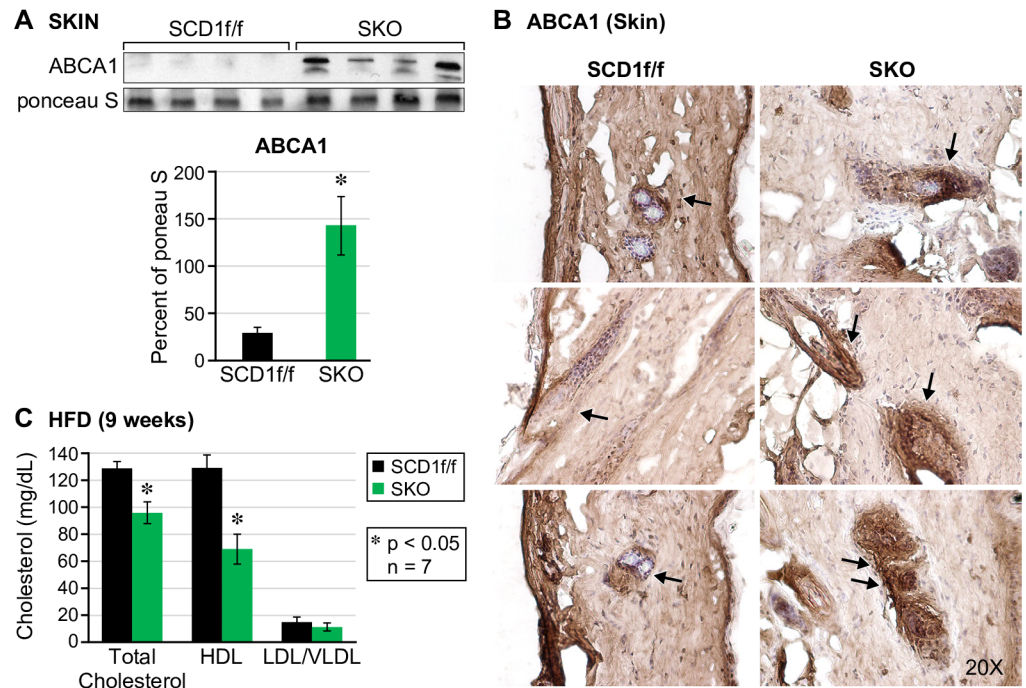 A SKIN
SCD1f/f SKO
ABCA1
ponceau S
ABCA1
Percent of poneau S
200
150
100
50
0
*
SCD1f/f SKO
B ABCA1 (Skin)
SCD1f/f SKO
20X
C HFD (9 weeks)
Cholesterol (mg/dL)
140
120
100
80
60
40
20
0
*
*
Total Cholesterol
HDL
LDL/VLDL
SCD1f/f
SKO
* p < 0.05
n = 7